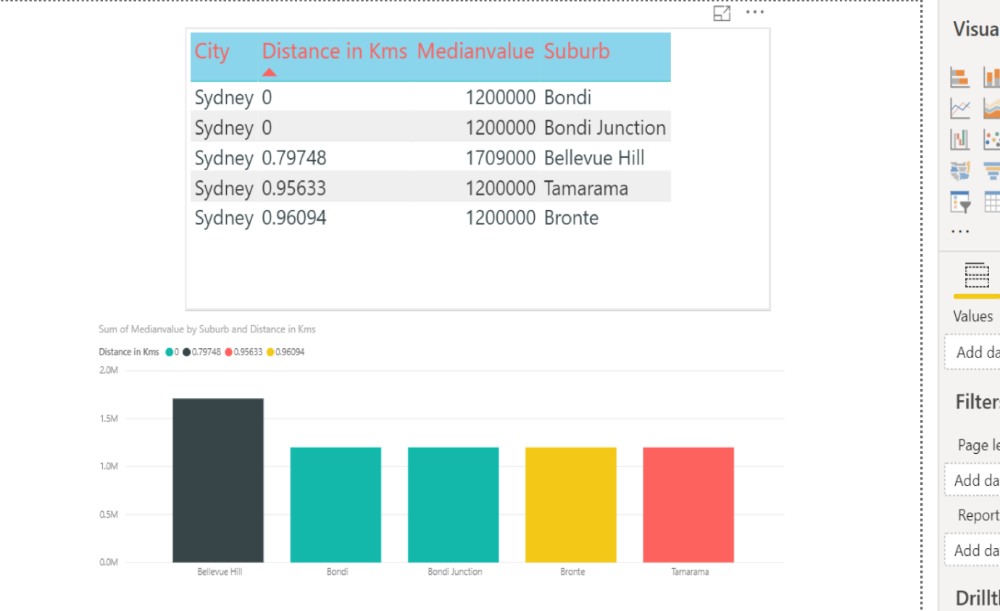 Visua
City Distance in Kms Medianvalue Suburb
Sydney 0 1200000 Bondi
Sydney 0 1200000 Bondi Junction
Sydney 0.79748 1709000 Bellevue Hill
Sydney 0.95633 1200000 Tamarama
Sydney 0.96094 1200000 Bronte
Sum of Medianvalue by Suburb and Distance in Kms
Distance in Kms 0 0.79748 0.95633 0.96094
2.0M
1.5M
1.0M
0.5M
0.0M
Bellevue Hill Bondi Bondi Junction Bronte Tamarama
Values
Add da
Filters
Page le
Add da
Report
Add da
Drillth